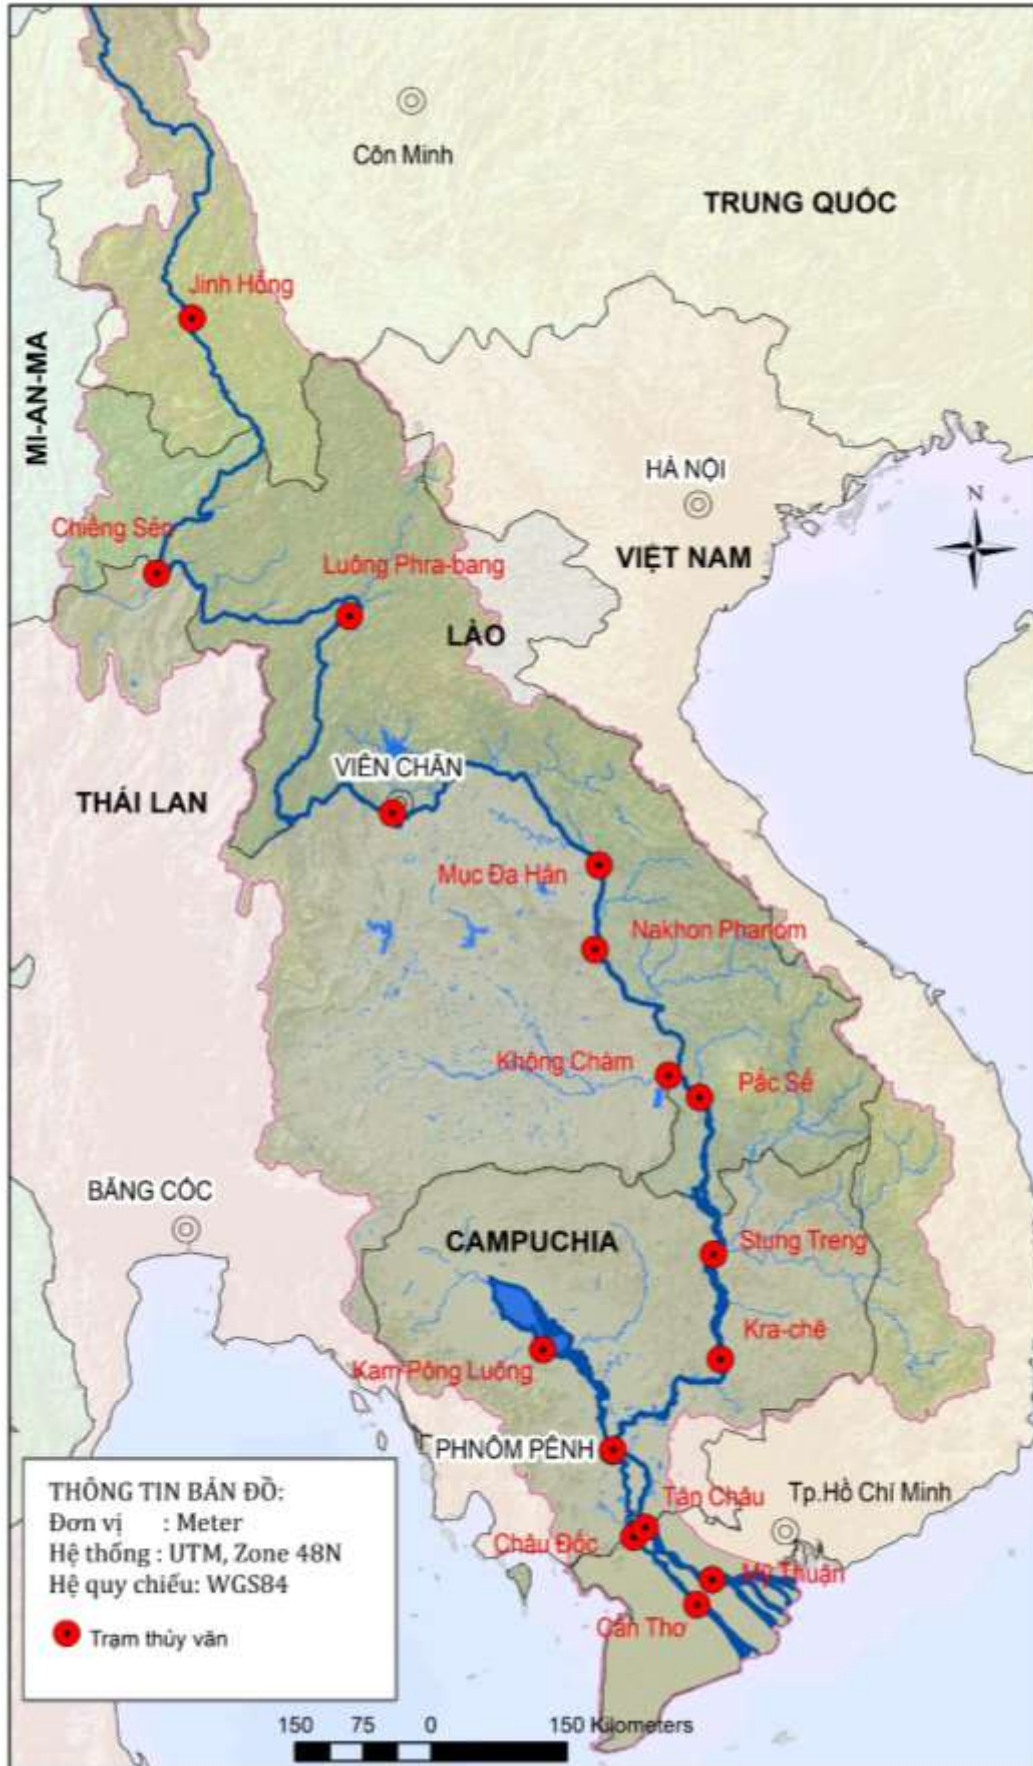 Côn Minh
TRUNG QUỐC
Jinh Hồng
MI-AN-MA
HÀ NỘI
N
Chiềng Sên
VIỆT NAM
Luông Phra-bang
LÀO
VIÊN CHĂN
THÁI LAN
Mục Đa Hán
Nakhon Phanom
Không Chàm
Pắc Sế
BĂNG CỐC
CAMPUCHIA
Stung Treng
Kra-chê
Kam-Pông Luông
PHNÔM PÊNH
THÔNG TIN BẢN ĐỒ:
Đơn vị : Meter
Hệ thống : UTM, Zone 48N
Hệ quy chiếu: WGS84
Trạm thủy văn
Tân Châu
Tp.Hồ Chí Minh
Châu Đốc
Mỹ Thuận
Cần Thơ
150 75 0 150 Kilometers